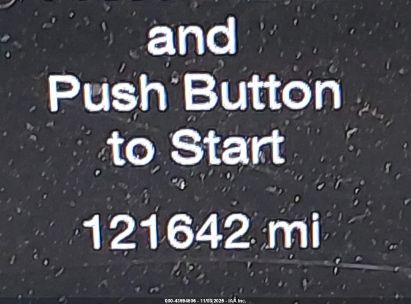 and
Push Button
to Start
121642 mi